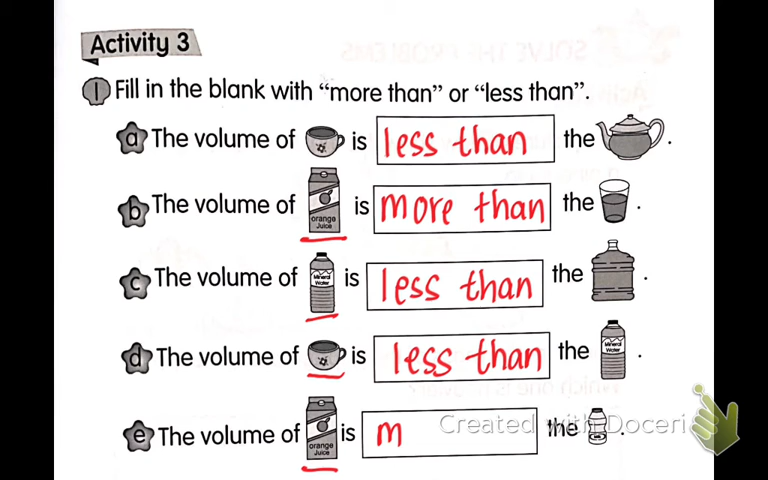 Activity 3
1 Fill in the blank with “more than” or “less than”.
a The volume of is less than the .
b The volume of orange Juice is more than the .
c The volume of Mineral Water is less than the .
d The volume of is less than the Mineral Water .
e The volume of orange Juice is m the .
Created with Doceri